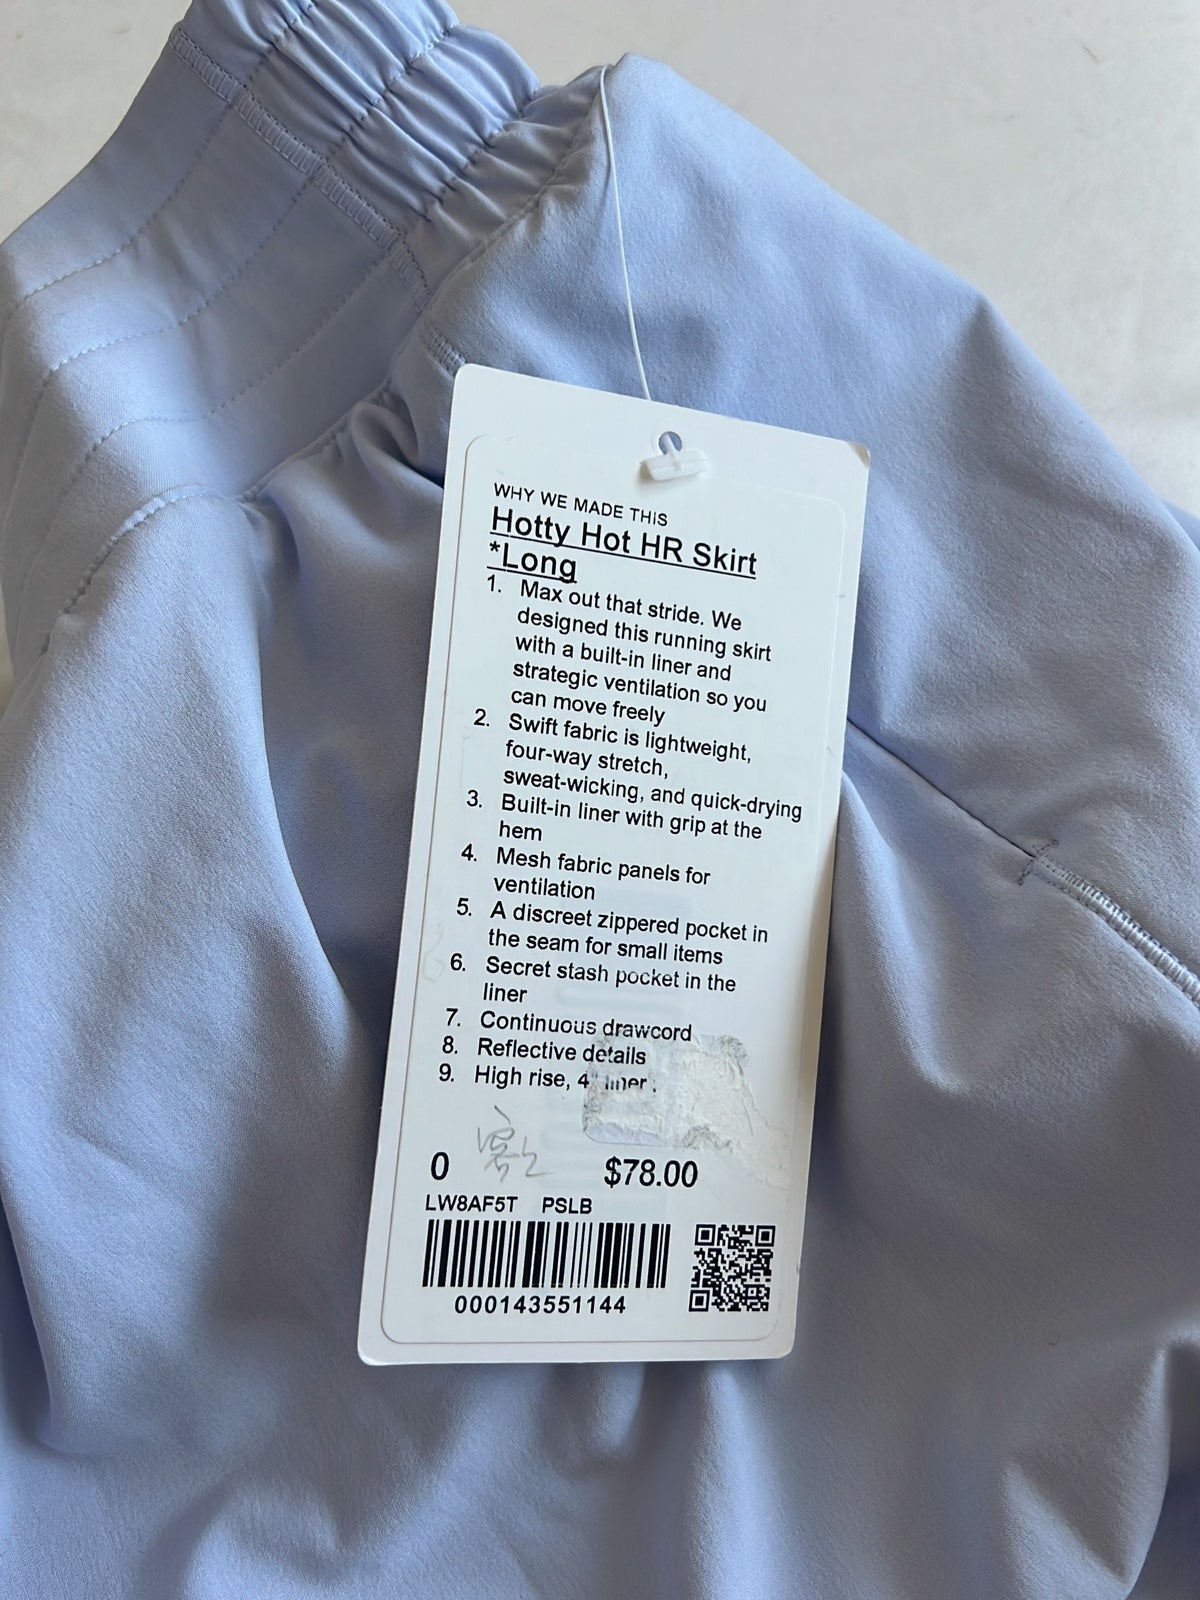 WHY WE MADE THIS
Hotty Hot HR Skirt
*Long
1. Max out that stride. We
designed this running skirt
with a built-in liner and
strategic ventilation so you
can move freely
2. Swift fabric is lightweight,
four-way stretch,
sweat-wicking, and quick-drying
3. Built-in liner with grip at the
hem
4. Mesh fabric panels for
ventilation
5. A discreet zippered pocket in
the seam for small items
6. Secret stash pocket in the
liner
7. Continuous drawcord
8. Reflective details
9. High rise, 4" liner
0 $78.00
LW8AF5T PSLB
000143551144